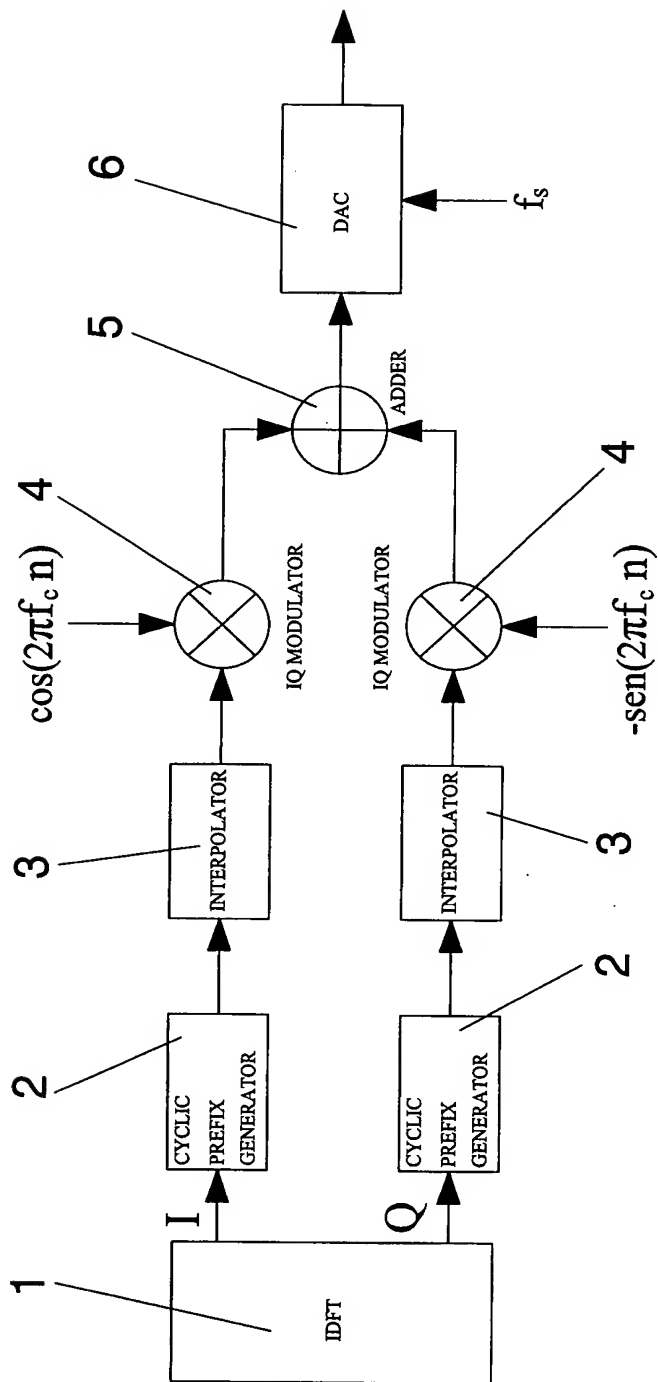 1
IDFT
I
Q
2
CYCLIC
PREFIX
GENERATOR
2
CYCLIC
PREFIX
GENERATOR
3
INTERPOLATOR
3
INTERPOLATOR
cos(2πf_c n)
4
IQ MODULATOR
IQ MODULATOR
4
-sen(2πf_c n)
5
ADDER
6
DAC
f_s